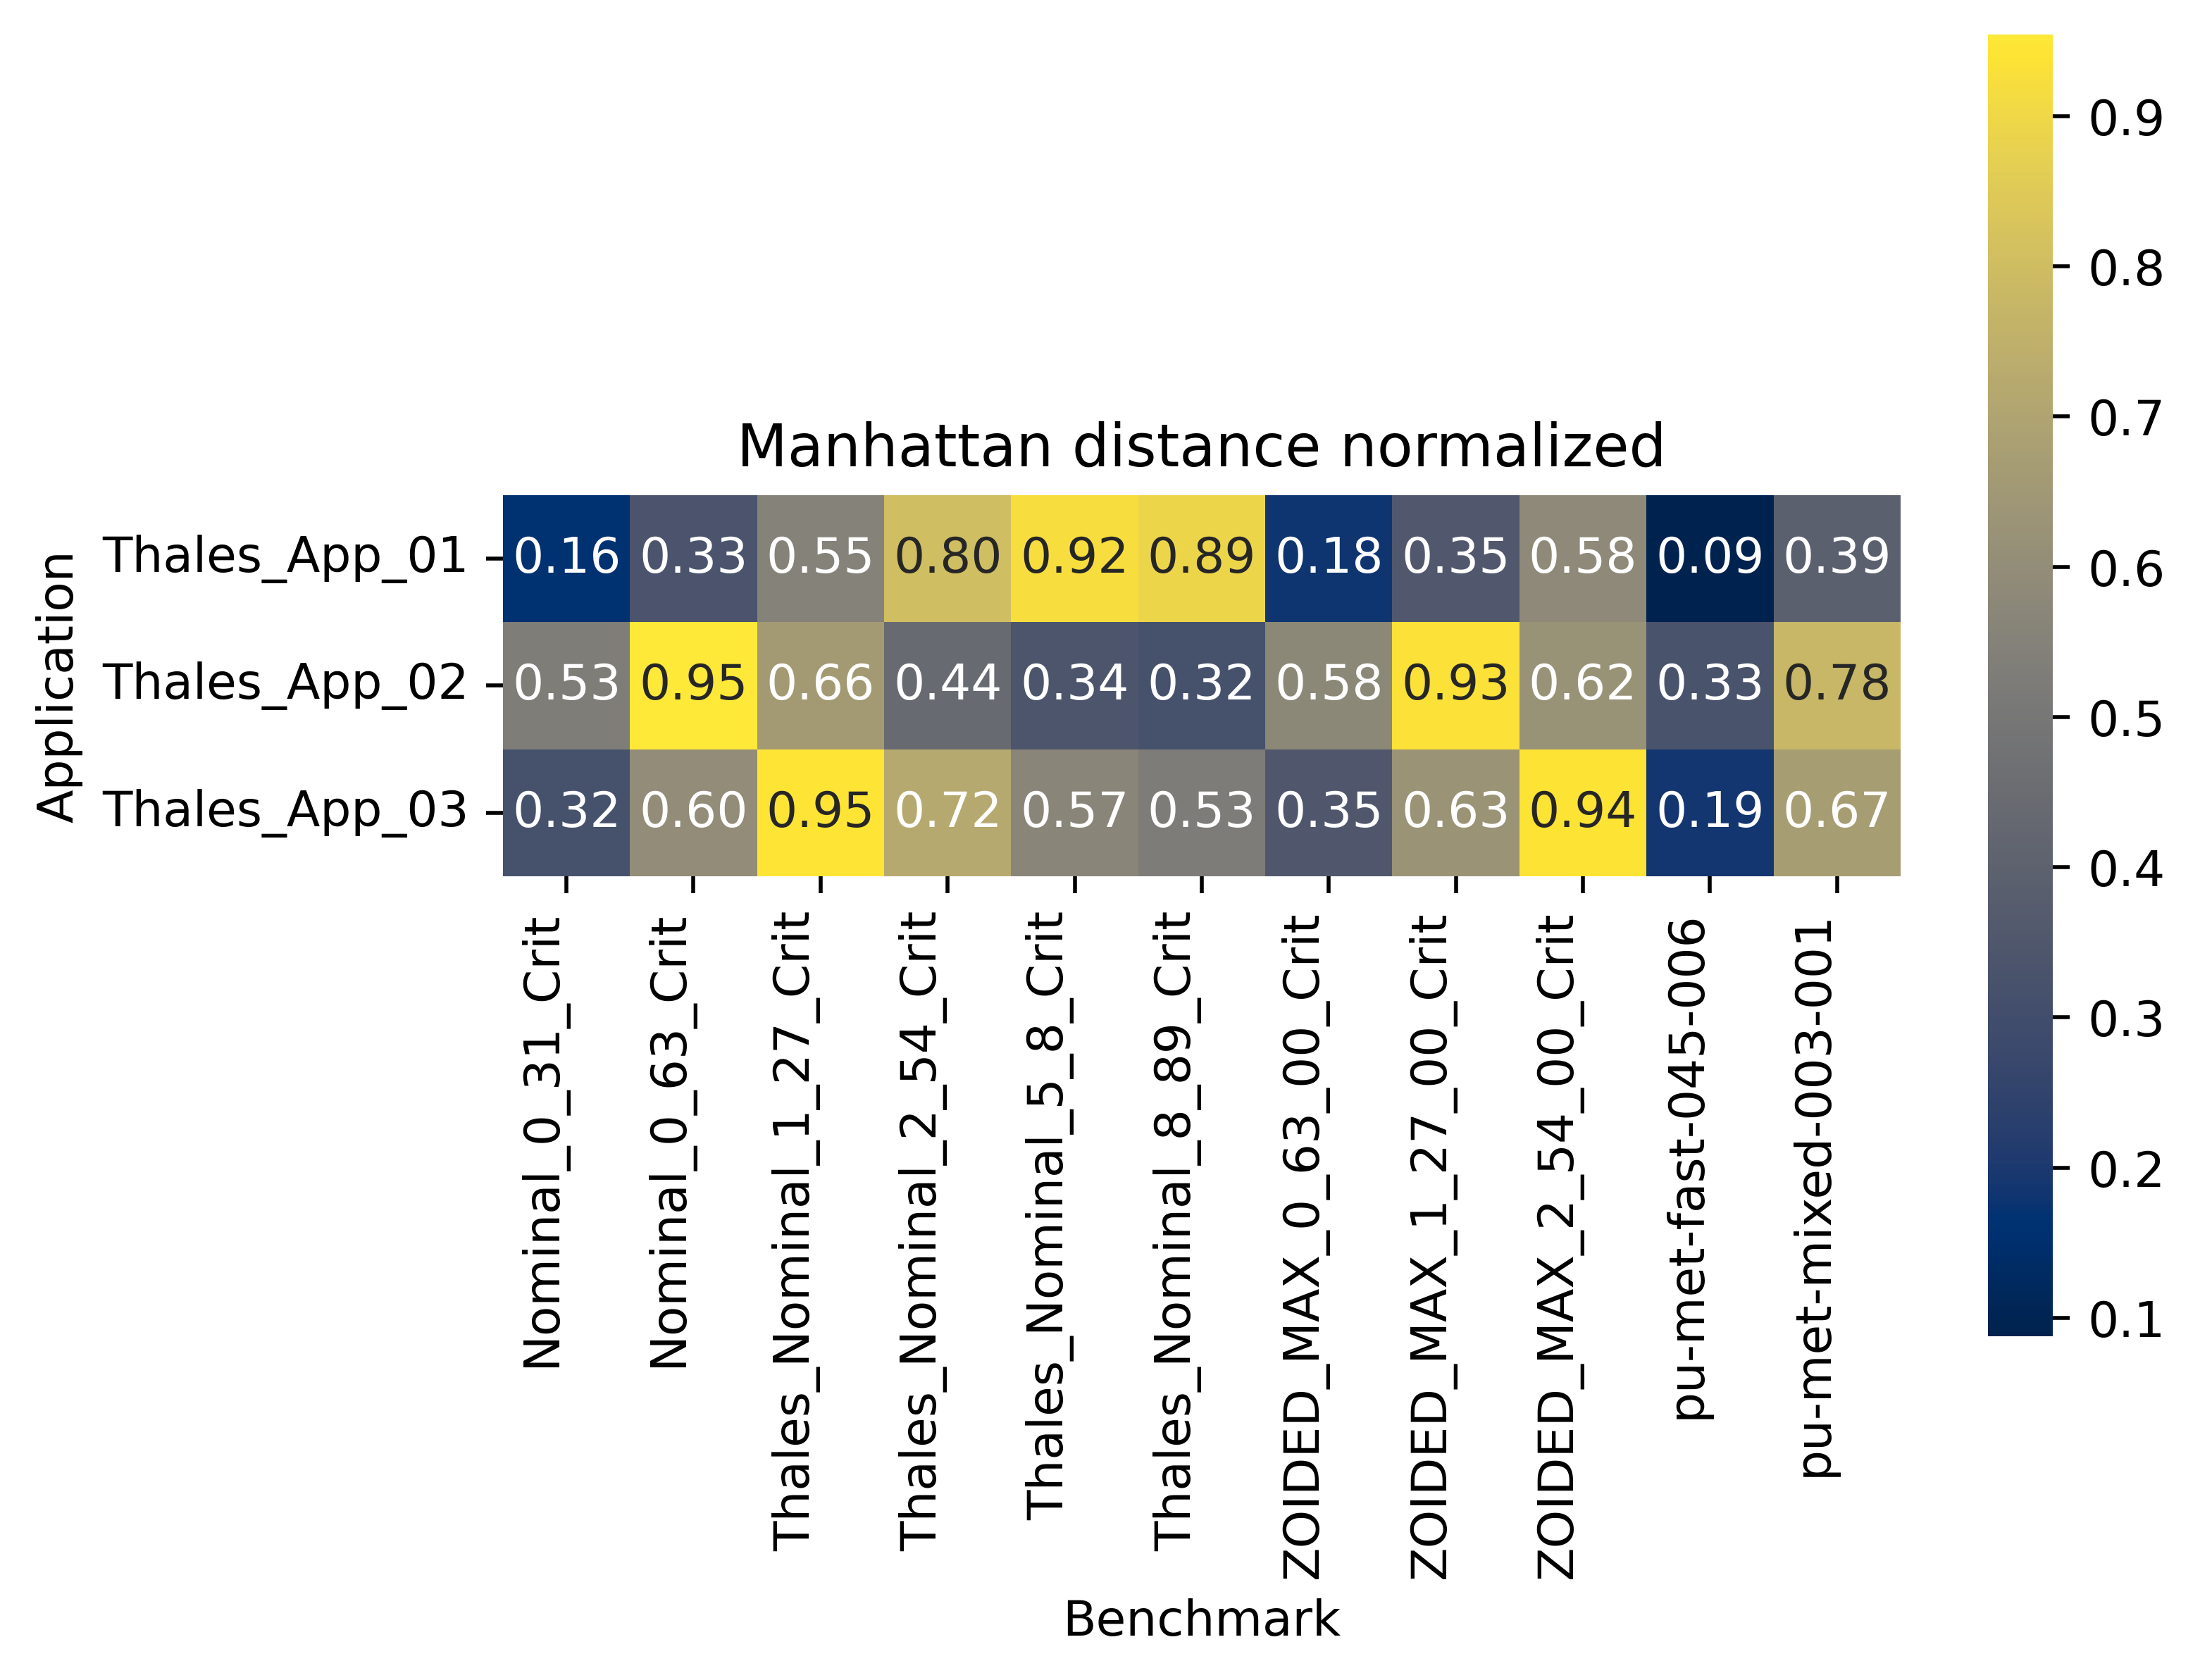 Manhattan distance normalized
Application
Thales_App_01 0.16 0.33 0.55 0.80 0.92 0.89 0.18 0.35 0.58 0.09 0.39
Thales_App_02 0.53 0.95 0.66 0.44 0.34 0.32 0.58 0.93 0.62 0.33 0.78
Thales_App_03 0.32 0.60 0.95 0.72 0.57 0.53 0.35 0.63 0.94 0.19 0.67
Nominal_0_31_Crit
Nominal_0_63_Crit
Thales_Nominal_1_27_Crit
Thales_Nominal_2_54_Crit
Thales_Nominal_5_8_Crit
Thales_Nominal_8_89_Crit
ZOIDED_MAX_0_63_00_Crit
ZOIDED_MAX_1_27_00_Crit
ZOIDED_MAX_2_54_00_Crit
pu-met-fast-045-006
pu-met-mixed-003-001
Benchmark
0.9
0.8
0.7
0.6
0.5
0.4
0.3
0.2
0.1